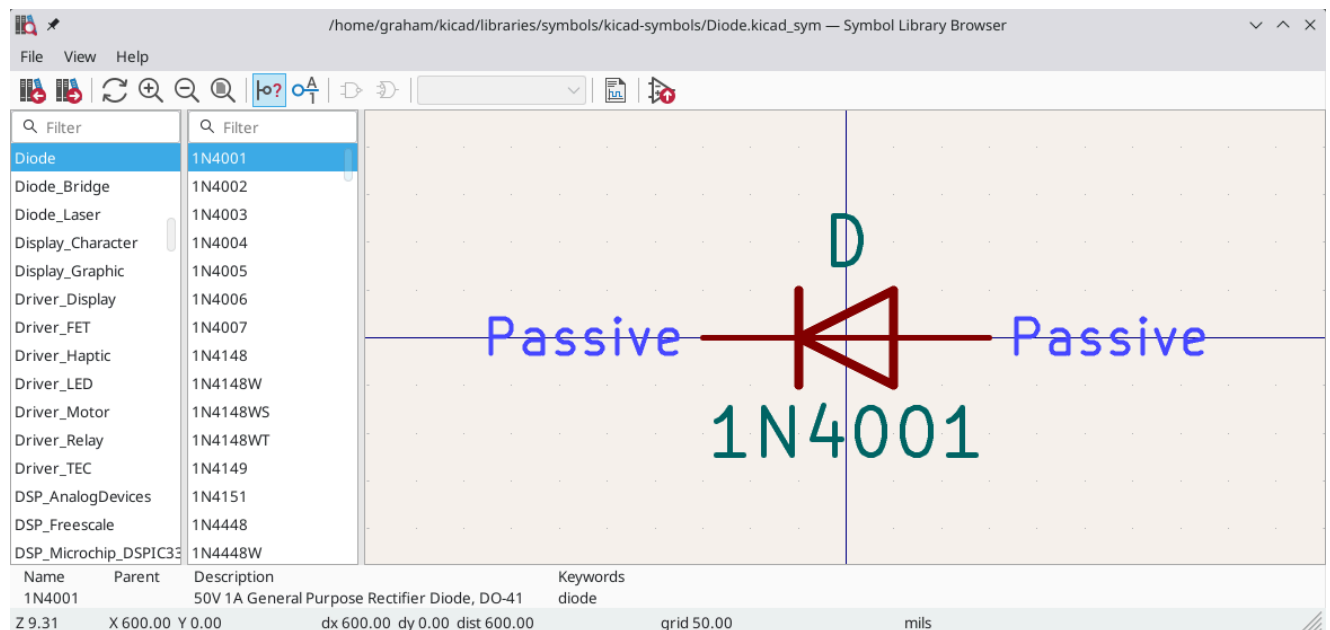 /home/graham/kicad/libraries/symbols/kicad-symbols/Diode.kicad_sym — Symbol Library Browser
File View Help
Filter
Diode
Diode_Bridge
Diode_Laser
Display_Character
Display_Graphic
Driver_Display
Driver_FET
Driver_Haptic
Driver_LED
Driver_Motor
Driver_Relay
Driver_TEC
DSP_AnalogDevices
DSP_Freescale
DSP_Microchip_DSPIC33
Filter
1N4001
1N4002
1N4003
1N4004
1N4005
1N4006
1N4007
1N4148
1N4148W
1N4148WS
1N4148WT
1N4149
1N4151
1N4448
1N4448W
D
Passive Passive
1N4001
Name Parent Description Keywords
1N4001 50V 1A General Purpose Rectifier Diode, DO-41 diode
Z 9.31 X 600.00 Y 0.00 dx 600.00 dy 0.00 dist 600.00 grid 50.00 mils